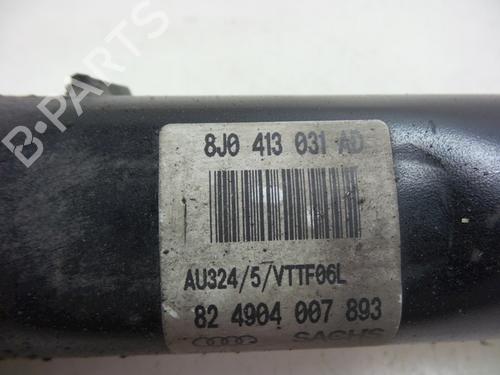 8J0 413 031 AD
AU324/5/VTTF06L
82 4904 007 893
SACHS
B-PARTS